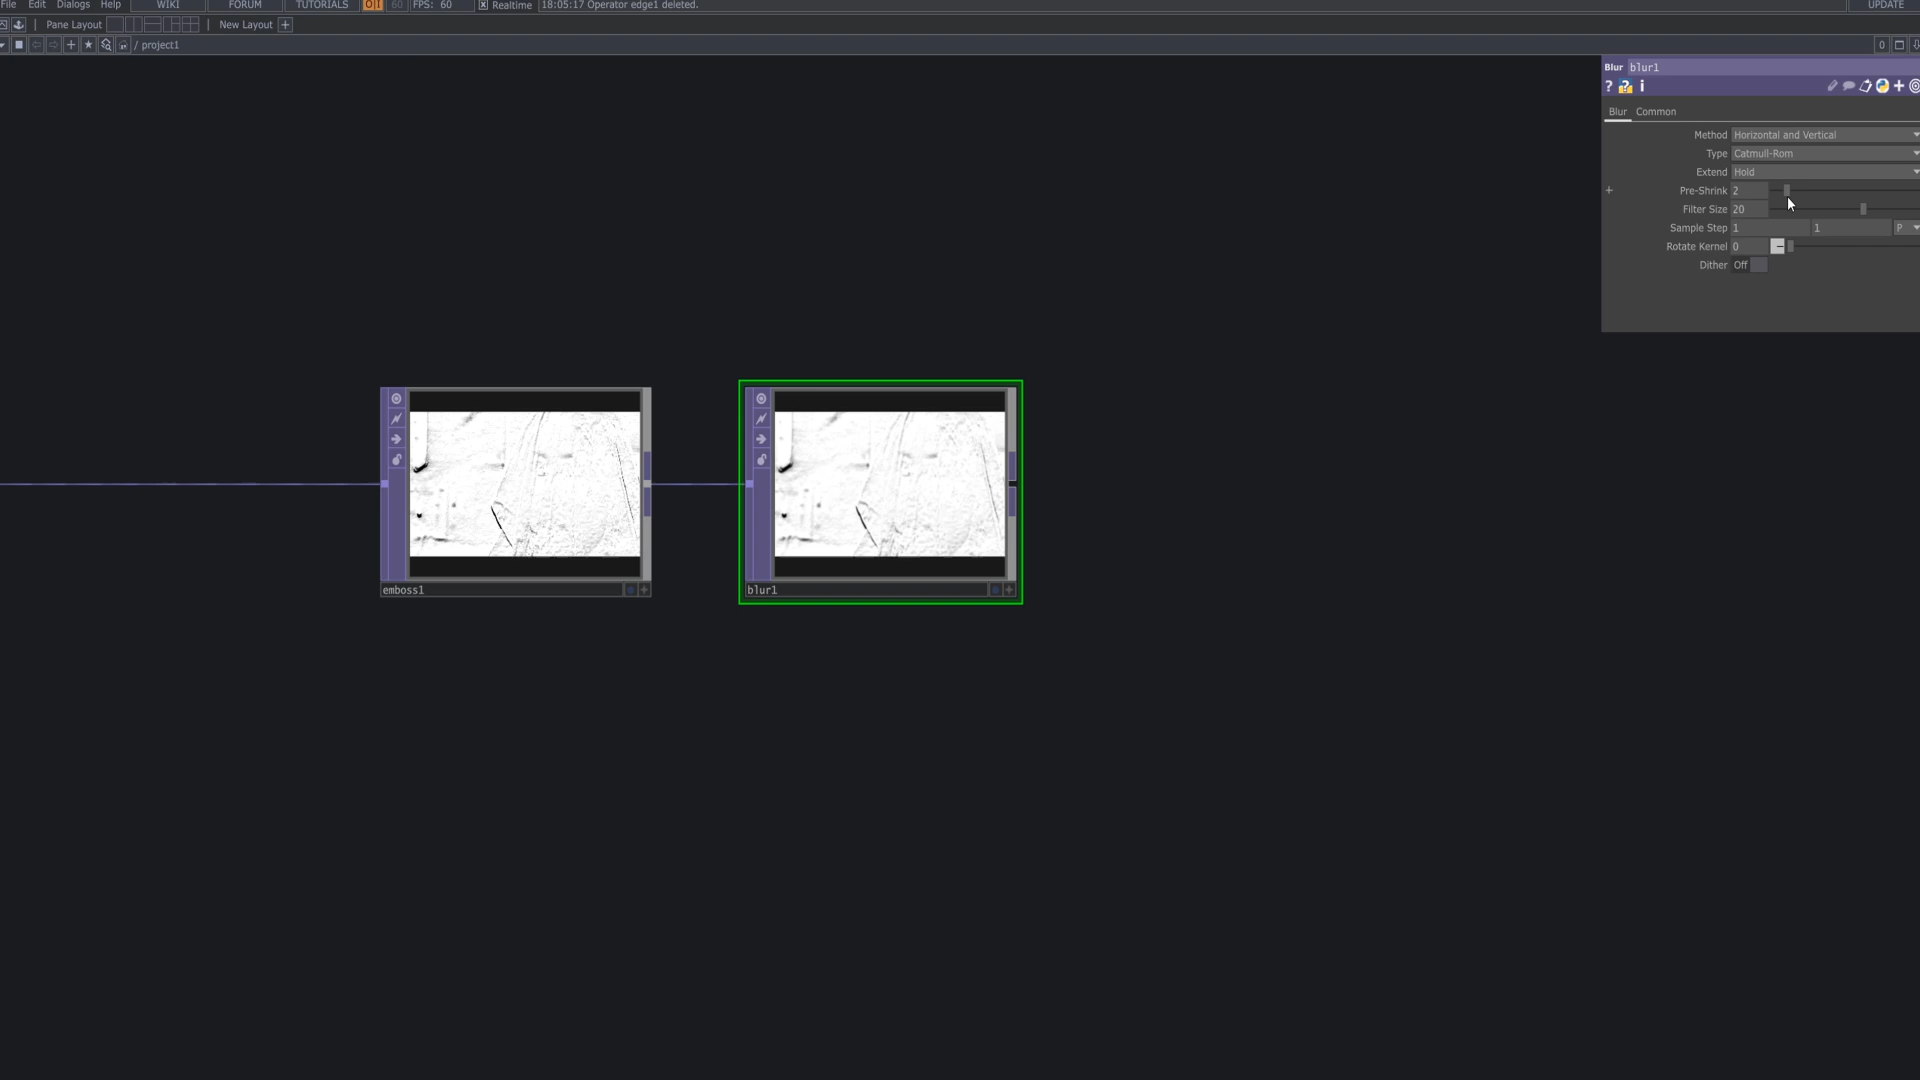 File Edit Dialogs Help WIKI FORUM TUTORIALS O|I 60 FPS: 60 Realtime 18:05:17 Operator edge1 deleted. UPDATE
Pane Layout New Layout +
/ project1 0
Blur blur1
? ? i
Blur Common
Method Horizontal and Vertical
Type Catmull-Rom
Extend Hold
+ Pre-Shrink 2
Filter Size 20
Sample Step 1 1 P
Rotate Kernel 0
Dither Off
emboss1
blur1